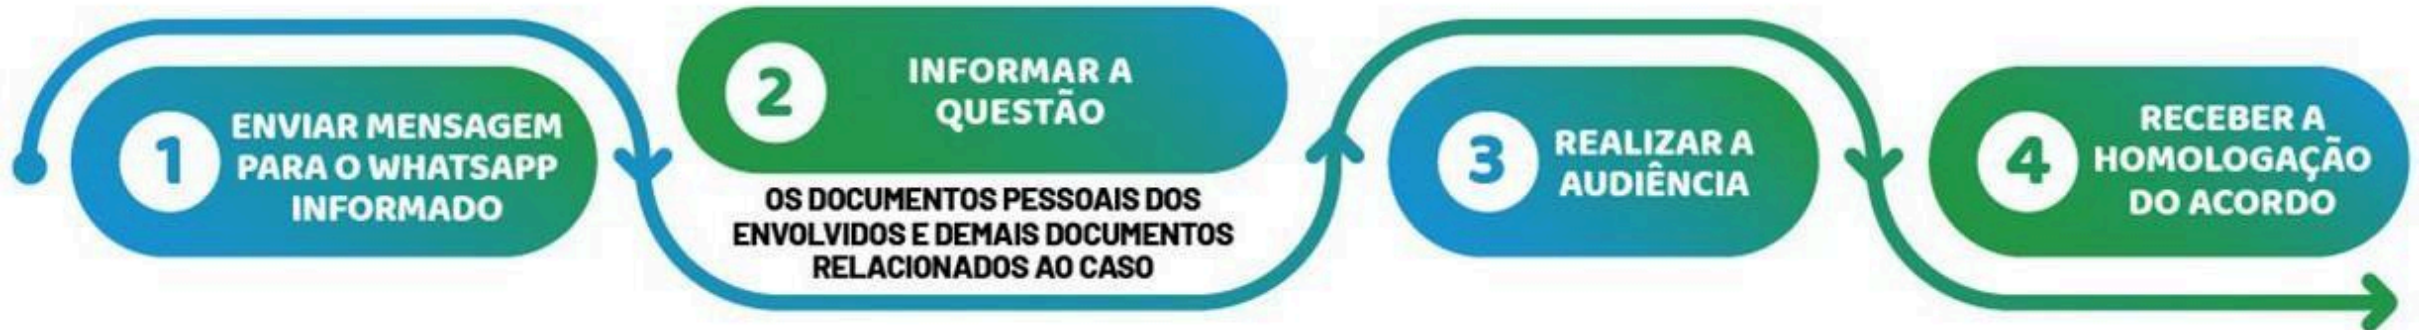 1
ENVIAR MENSAGEM
PARA O WHATSAPP
INFORMADO
2
INFORMAR A
QUESTÃO
OS DOCUMENTOS PESSOAIS DOS
ENVOLVIDOS E DEMAIS DOCUMENTOS
RELACIONADOS AO CASO
3
REALIZAR A
AUDIÊNCIA
4
RECEBER A
HOMOLOGAÇÃO
DO ACORDO